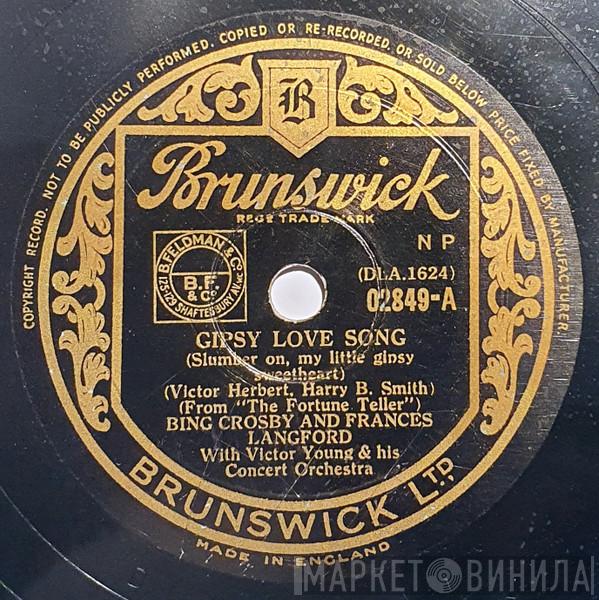 COPYRIGHT RECORD. NOT TO BE PUBLICLY PERFORMED. COPIED OR RE-RECORDED. OR SOLD BELOW PRICE FIXED BY MANUFACTURER.
B
Brunswick
REGD TRADE MARK
N P
B. FELDMAN & Co
B.F. & Co
125/7/9 SHAFTESBURY AV.
(DLA.1624)
02849-A
GIPSY LOVE SONG
(Slumber on, my little gipsy
sweetheart)
(Victor Herbert, Harry B. Smith)
(From "The Fortune Teller")
BING CROSBY AND FRANCES
LANGFORD
With Victor Young & his
Concert Orchestra
BRUNSWICK LTD.
MADE IN ENGLAND
МАРКЕТ ВИНИЛА